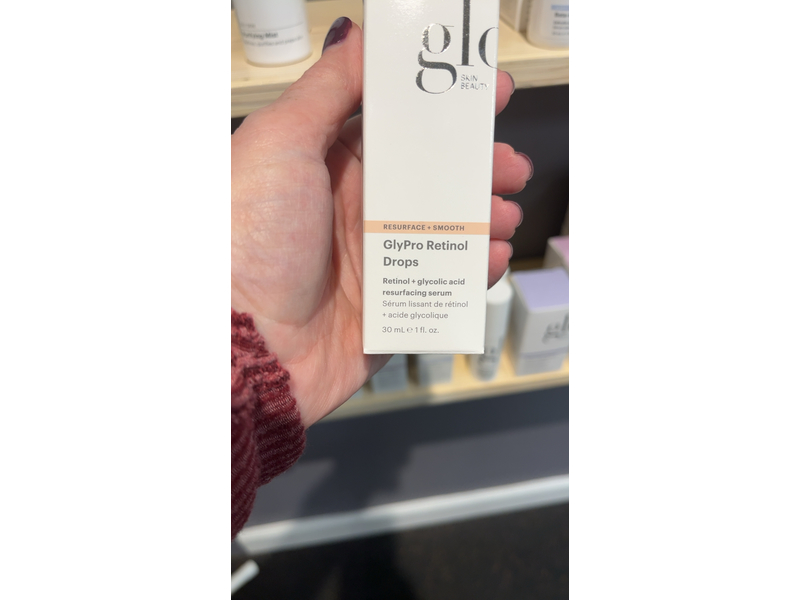 glo
SKIN
BEAUTY
RESURFACE + SMOOTH
GlyPro Retinol
Drops
Retinol + glycolic acid
resurfacing serum
Sérum lissant de rétinol
+ acide glycolique
30 mL ℮ 1 fl. oz.